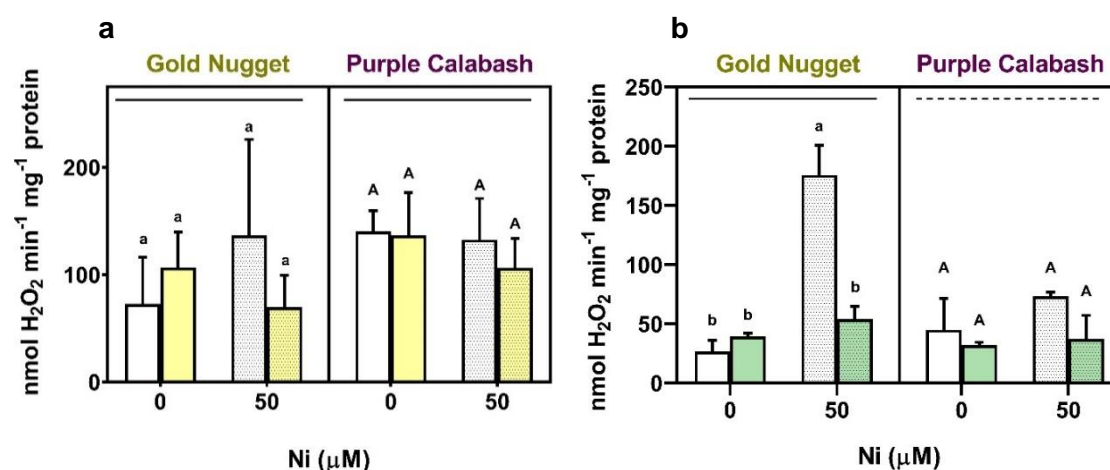 a
Gold Nugget Purple Calabash
nmol H₂O₂ min⁻¹ mg⁻¹ protein
200
100
0
a a a a A A A A
0 50 0 50
Ni (μM)
b
Gold Nugget Purple Calabash
nmol H₂O₂ min⁻¹ mg⁻¹ protein
250
200
150
100
50
0
b b a b A A A A
0 50 0 50
Ni (μM)